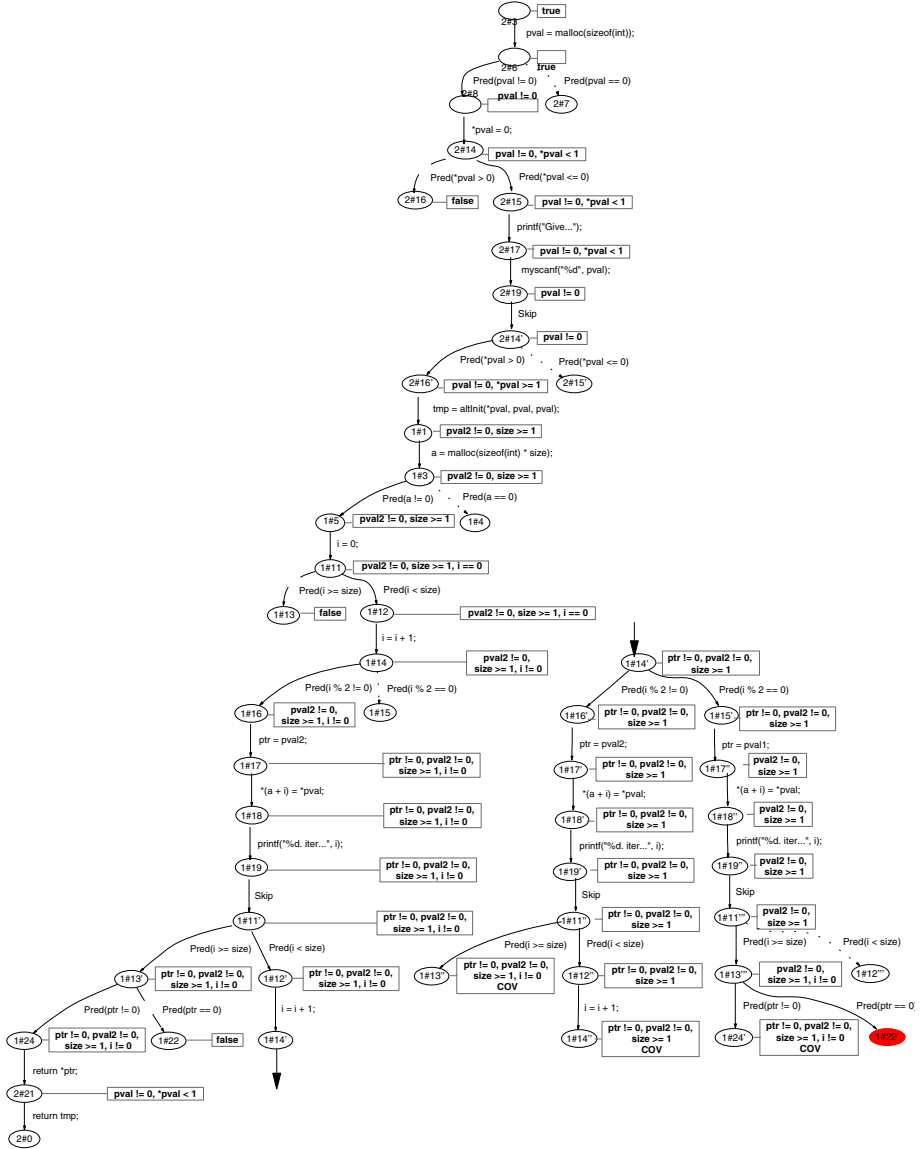 2#3
true
pval = malloc(sizeof(int));
2#6
true
Pred(pval != 0)
Pred(pval == 0)
2#8
pval != 0
2#7
*pval = 0;
2#14
pval != 0, *pval < 1
Pred(*pval > 0)
Pred(*pval <= 0)
2#16
false
2#15
pval != 0, *pval < 1
printf("Give...");
2#17
pval != 0, *pval < 1
myscanf("%d", pval);
2#19
pval != 0
Skip
2#14'
pval != 0
Pred(*pval > 0)
Pred(*pval <= 0)
2#16'
pval != 0, *pval >= 1
2#15'
tmp = altInit(*pval, pval, pval);
1#1
pval2 != 0, size >= 1
a = malloc(sizeof(int) * size);
1#3
pval2 != 0, size >= 1
Pred(a != 0)
Pred(a == 0)
1#5
pval2 != 0, size >= 1
1#4
i = 0;
1#11
pval2 != 0, size >= 1, i == 0
Pred(i >= size)
Pred(i < size)
1#13
false
1#12
pval2 != 0, size >= 1, i == 0
i = i + 1;
1#14
pval2 != 0,
size >= 1, i != 0
Pred(i % 2 != 0)
Pred(i % 2 == 0)
1#16
pval2 != 0,
size >= 1, i != 0
1#15
ptr = pval2;
1#17
ptr != 0, pval2 != 0,
size >= 1, i != 0
*(a + i) = *pval;
1#18
ptr != 0, pval2 != 0,
size >= 1, i != 0
printf("%d. iter...", i);
1#19
ptr != 0, pval2 != 0,
size >= 1, i != 0
Skip
1#11'
ptr != 0, pval2 != 0,
size >= 1, i != 0
Pred(i >= size)
Pred(i < size)
1#13'
ptr != 0, pval2 != 0,
size >= 1, i != 0
1#12'
ptr != 0, pval2 != 0,
size >= 1, i != 0
Pred(ptr != 0)
Pred(ptr == 0)
i = i + 1;
1#24
ptr != 0, pval2 != 0,
size >= 1, i != 0
1#22
false
1#14'
return *ptr;
2#21
pval != 0, *pval < 1
return tmp;
2#0
1#14'
ptr != 0, pval2 != 0,
size >= 1
Pred(i % 2 != 0)
Pred(i % 2 == 0)
1#16'
ptr != 0, pval2 != 0,
size >= 1
1#15'
ptr != 0, pval2 != 0,
size >= 1
ptr = pval2;
ptr = pval1;
1#17'
ptr != 0, pval2 != 0,
size >= 1
1#17''
pval2 != 0,
size >= 1
*(a + i) = *pval;
*(a + i) = *pval;
1#18'
ptr != 0, pval2 != 0,
size >= 1
1#18''
pval2 != 0,
size >= 1
printf("%d. iter...", i);
printf("%d. iter...", i);
1#19'
ptr != 0, pval2 != 0,
size >= 1
1#19''
pval2 != 0,
size >= 1
Skip
Skip
1#11''
ptr != 0, pval2 != 0,
size >= 1
1#11'''
pval2 != 0,
size >= 1
Pred(i >= size)
Pred(i < size)
Pred(i >= size)
Pred(i < size)
1#13''
ptr != 0, pval2 != 0,
size >= 1, i != 0
COV
1#12''
ptr != 0, pval2 != 0,
size >= 1
1#13'''
pval2 != 0,
size >= 1, i != 0
1#12'''
i = i + 1;
Pred(ptr != 0)
Pred(ptr == 0)
1#14''
ptr != 0, pval2 != 0,
size >= 1
COV
1#24'
ptr != 0, pval2 != 0,
size >= 1, i != 0
COV
1#22'